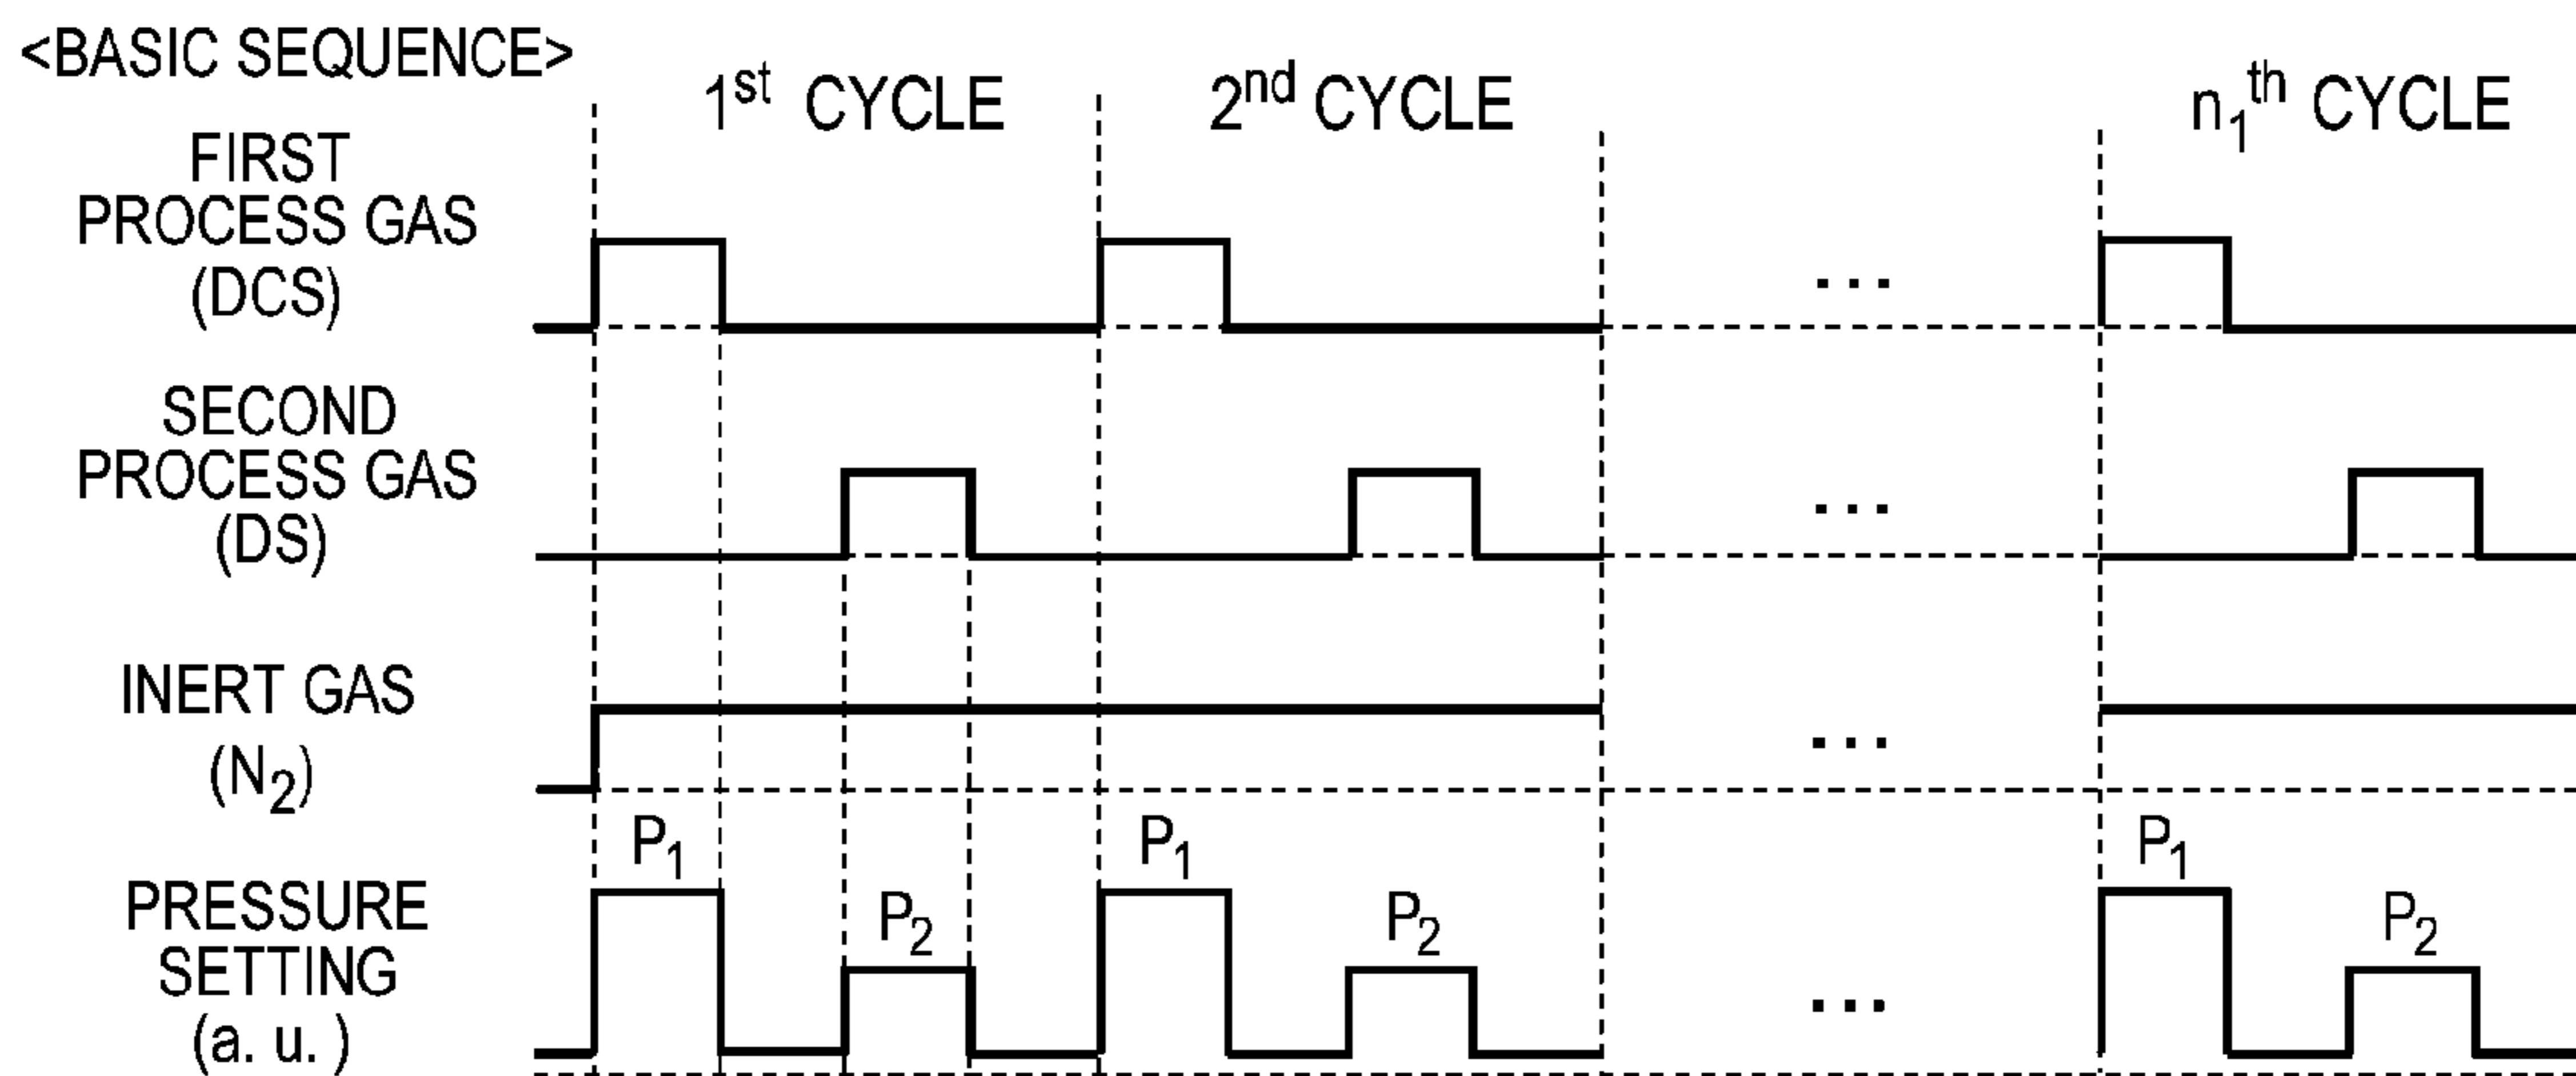 <BASIC SEQUENCE>
1st CYCLE
2nd CYCLE
n1th CYCLE
FIRST
PROCESS GAS
(DCS)
...
SECOND
PROCESS GAS
(DS)
...
INERT GAS
(N2)
...
P1
P1
P1
PRESSURE
SETTING
(a. u. )
P2
P2
P2
...